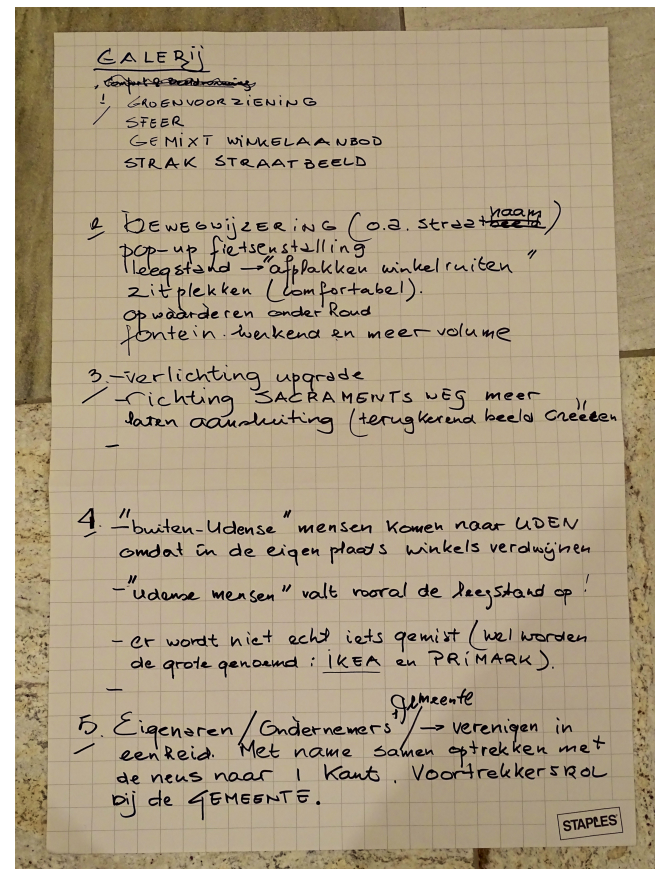 GALERij
1 GROENVOORZIENING
SFEER
GEMIXT WINKELAANBOD
STRAK STRAATBEELD
2 BEWEGWIJZERING (o.a. straatnaam)
pop-up fietsenstalling
leegstand → "afplakken winkelruiten"
zitplekken (comfortabel).
opwaarderen onder Rond
fontein werkend en meer volume
3. - verlichting upgrade
- richting SACRAMENTSWEG meer
laten aansluiting (terugkerend beeld creëren
-
4. - "buiten-Udense" mensen komen naar UDEN
omdat in de eigen plaats winkels verdwijnen
- "Udense mensen" valt vooral de leegstand op!
- er wordt niet echt iets gemist (wel worden
de grote genoemd: IKEA en PRIMARK).
-
5. Eigenaren/Ondernemers/gemeente → verenigen in
eenheid. Met name samen optrekken met
de neus naar 1 kant. Voortrekkersrol
bij de GEMEENTE.
STAPLES